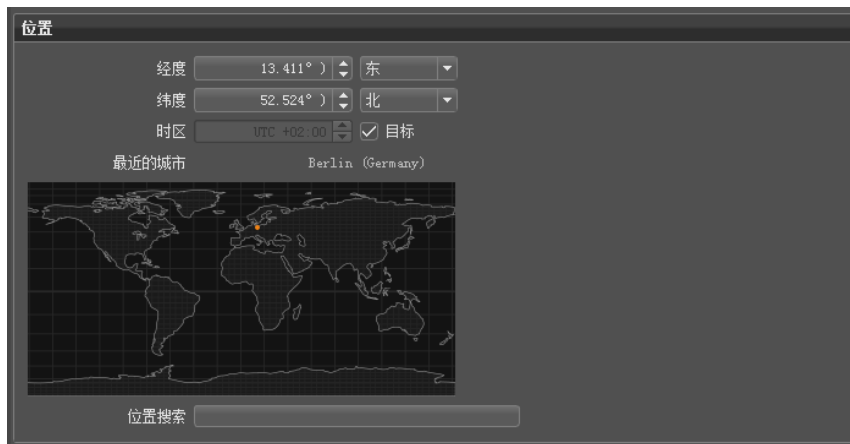 位置
经度 13.411° ) 东
纬度 52.524° ) 北
时区 UTC +02:00 目标
最近的城市 Berlin (Germany)
位置搜索